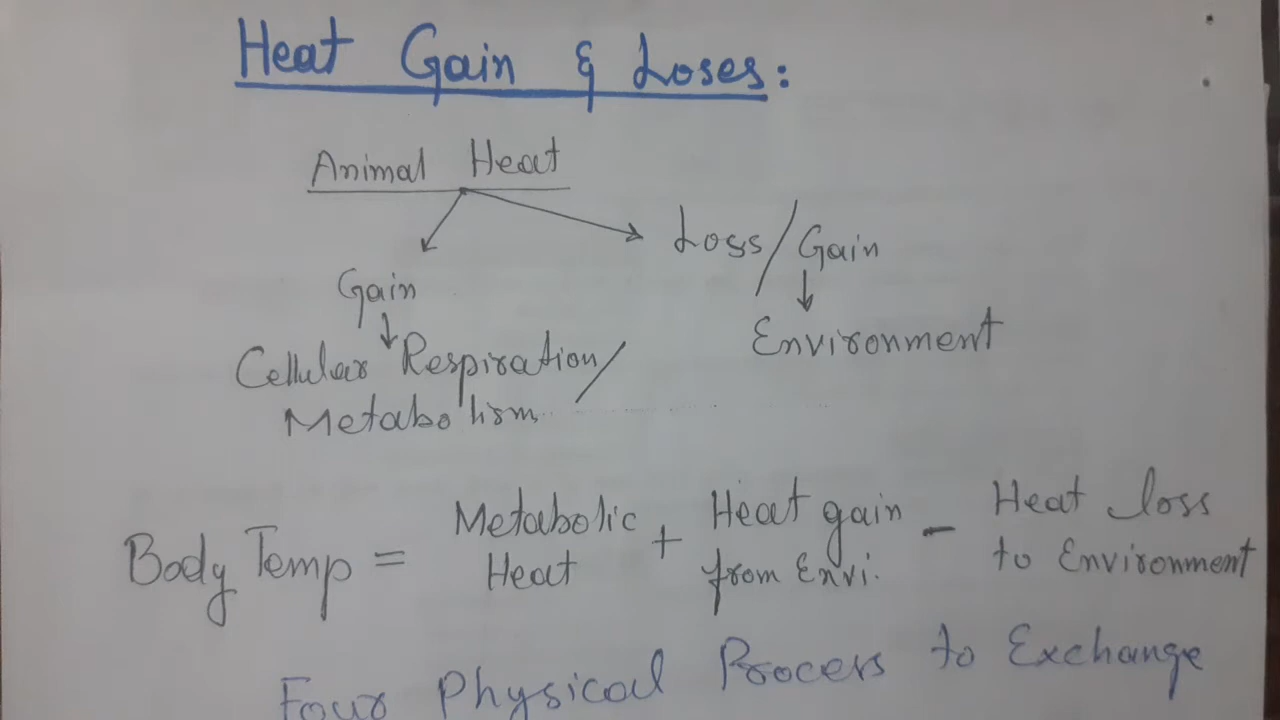 Heat Gain & Loses:
Animal Heat
Loss/Gain
Gain
Environment
Cellular Respiration/
Metabolism
Body Temp = Metabolic Heat + Heat gain from Envi. - Heat loss to Environment
Four Physical Process to Exchange